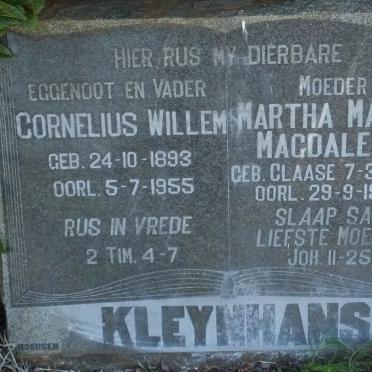 HIER RUS MY DIERBARE
EGGENOOT EN VADER
CORNELIUS WILLEM
GEB. 24-10-1893
OORL. 5-7-1955
RUS IN VREDE
2 TIM. 4-7
MOEDER
MARTHA MA
MAGDALE
GEB. CLAASE 7-3
OORL. 29-9-19
SLAAP SA
LIEFSTE MOE
JOH. 11-25
KLEYNHANS